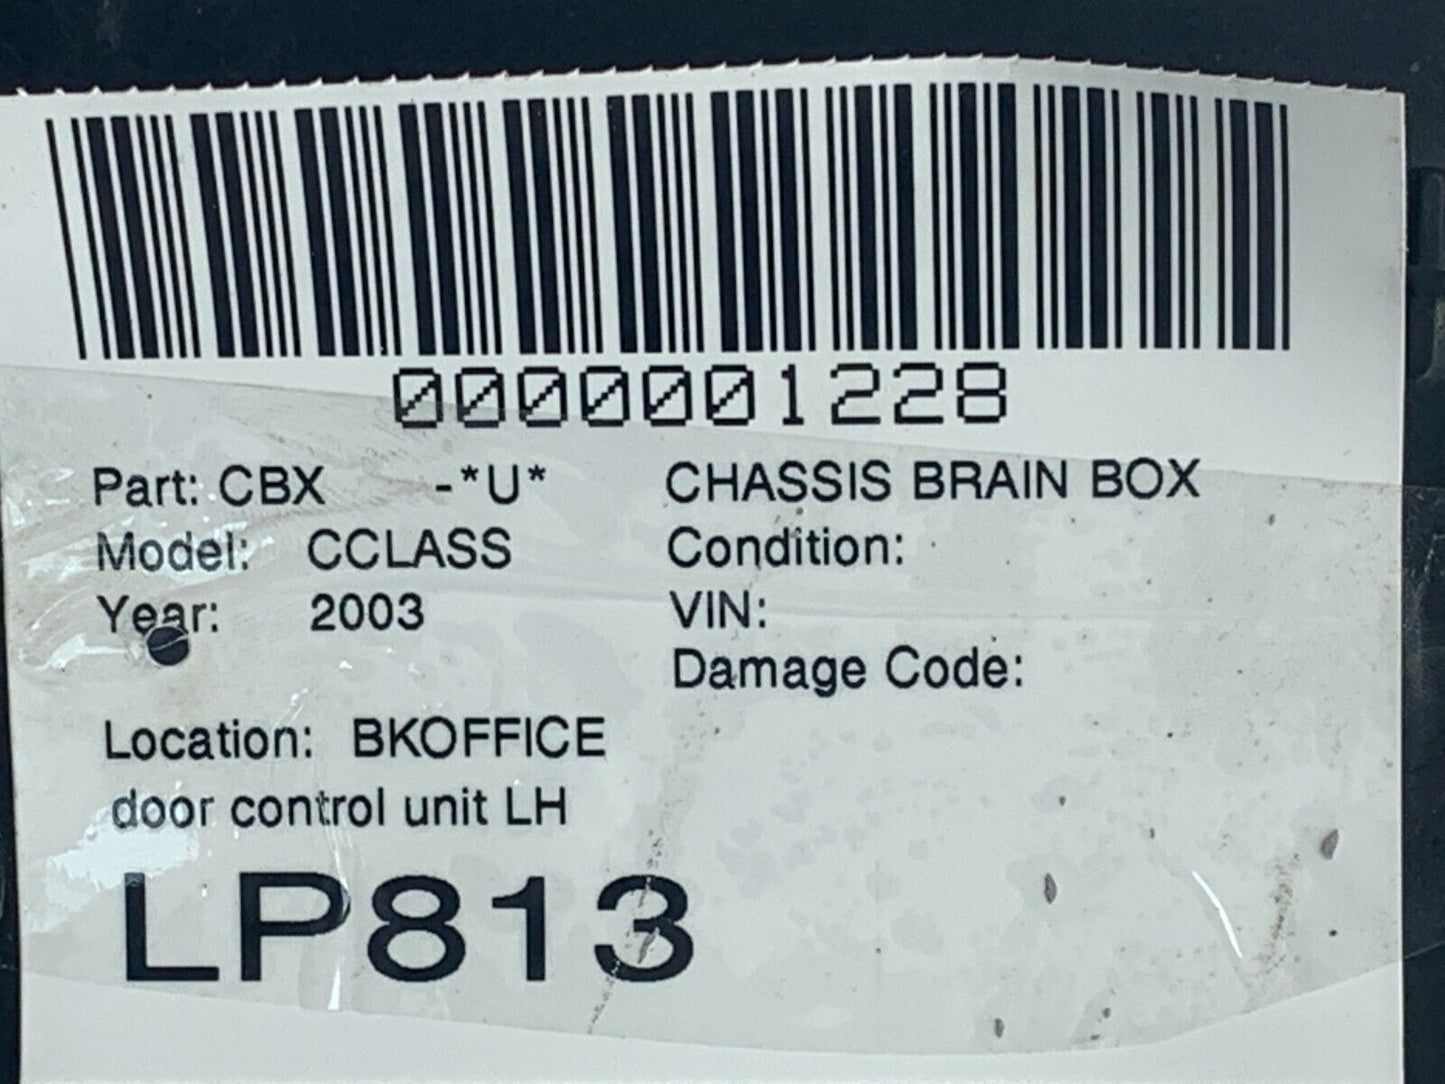 0000001228
Part: CBX -*U* CHASSIS BRAIN BOX
Model: CCLASS Condition:
Year: 2003 VIN:
Damage Code:
Location: BKOFFICE
door control unit LH
LP813